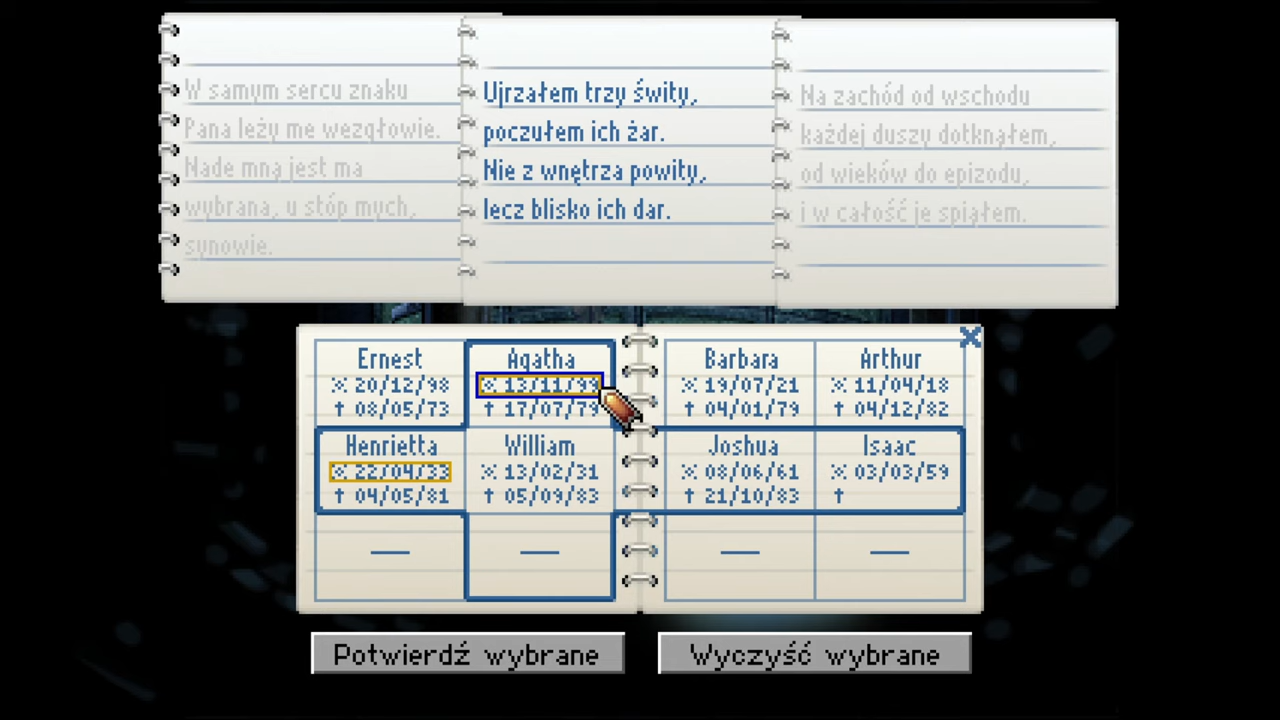 W samym sercu znaku
Pana leży me wezgłowie.
Nade mną jest ma
wybrana, u stóp mych,
synowie.
Ujrzałem trzy świty,
poczułem ich żar.
Nie z wnętrza powity,
lecz blisko ich dar.
Na zachód od wschodu
każdej duszy dotknąłem,
od wieków do epizodu,
i w całość je spiąłem.
Ernest
20/12/98
† 08/05/73
Agatha
13/11/99
† 17/07/79
Barbara
19/07/21
† 04/01/79
Arthur
11/04/18
† 04/12/82
Henrietta
22/04/33
† 04/05/81
William
13/02/31
† 05/09/83
Joshua
08/06/61
† 21/10/83
Isaac
03/03/59
†
Potwierdź wybrane
Wyczyść wybrane